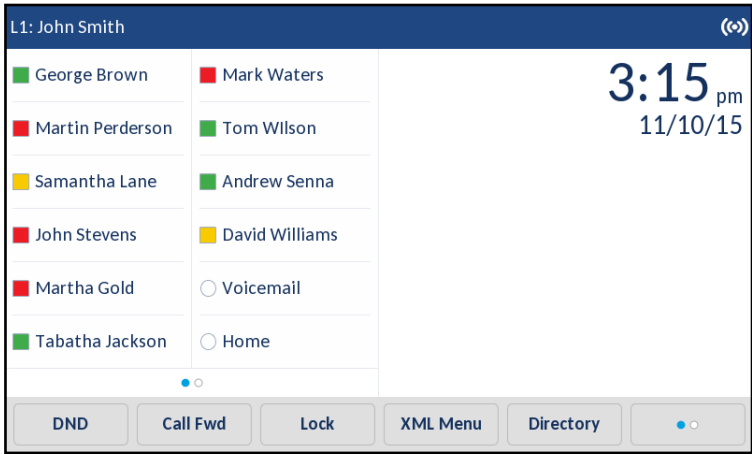 L1: John Smith
George Brown
Mark Waters
3:15 pm
11/10/15
Martin Perderson
Tom WIlson
Samantha Lane
Andrew Senna
John Stevens
David Williams
Martha Gold
Voicemail
Tabatha Jackson
Home
DND
Call Fwd
Lock
XML Menu
Directory